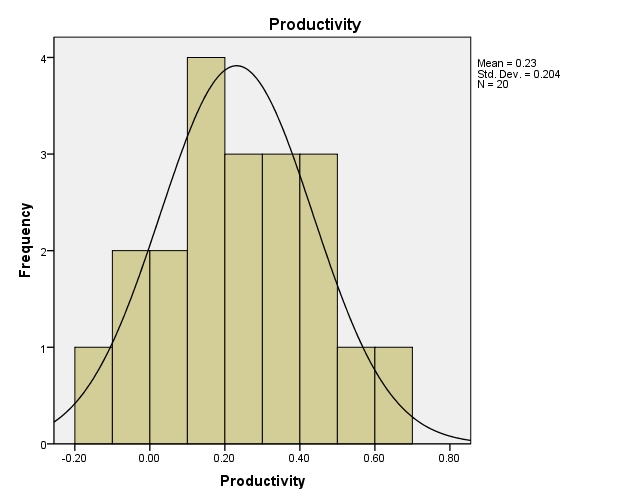 Productivity
Mean = 0.23
Std. Dev. = 0.204
N = 20
4
3
2
1
0
Frequency
-0.20 0.00 0.20 0.40 0.60 0.80
Productivity